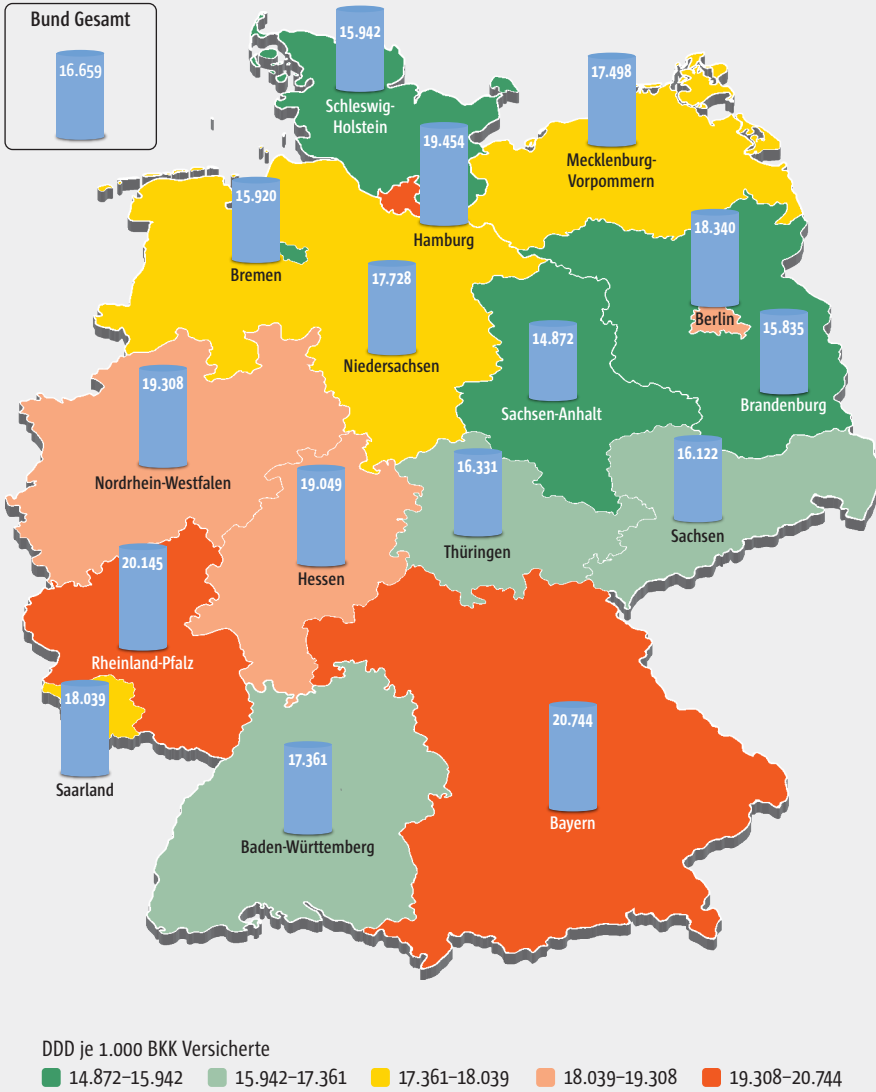 Bund Gesamt
16.659
15.942
Schleswig-
Holstein
17.498
Mecklenburg-
Vorpommern
19.454
Hamburg
15.920
Bremen
18.340
Berlin
17.728
Niedersachsen
14.872
Sachsen-Anhalt
15.835
Brandenburg
19.308
Nordrhein-Westfalen
19.049
Hessen
16.331
Thüringen
16.122
Sachsen
20.145
Rheinland-Pfalz
18.039
Saarland
17.361
Baden-Württemberg
20.744
Bayern
DDD je 1.000 BKK Versicherte
14.872–15.942 15.942–17.361 17.361–18.039 18.039–19.308 19.308–20.744